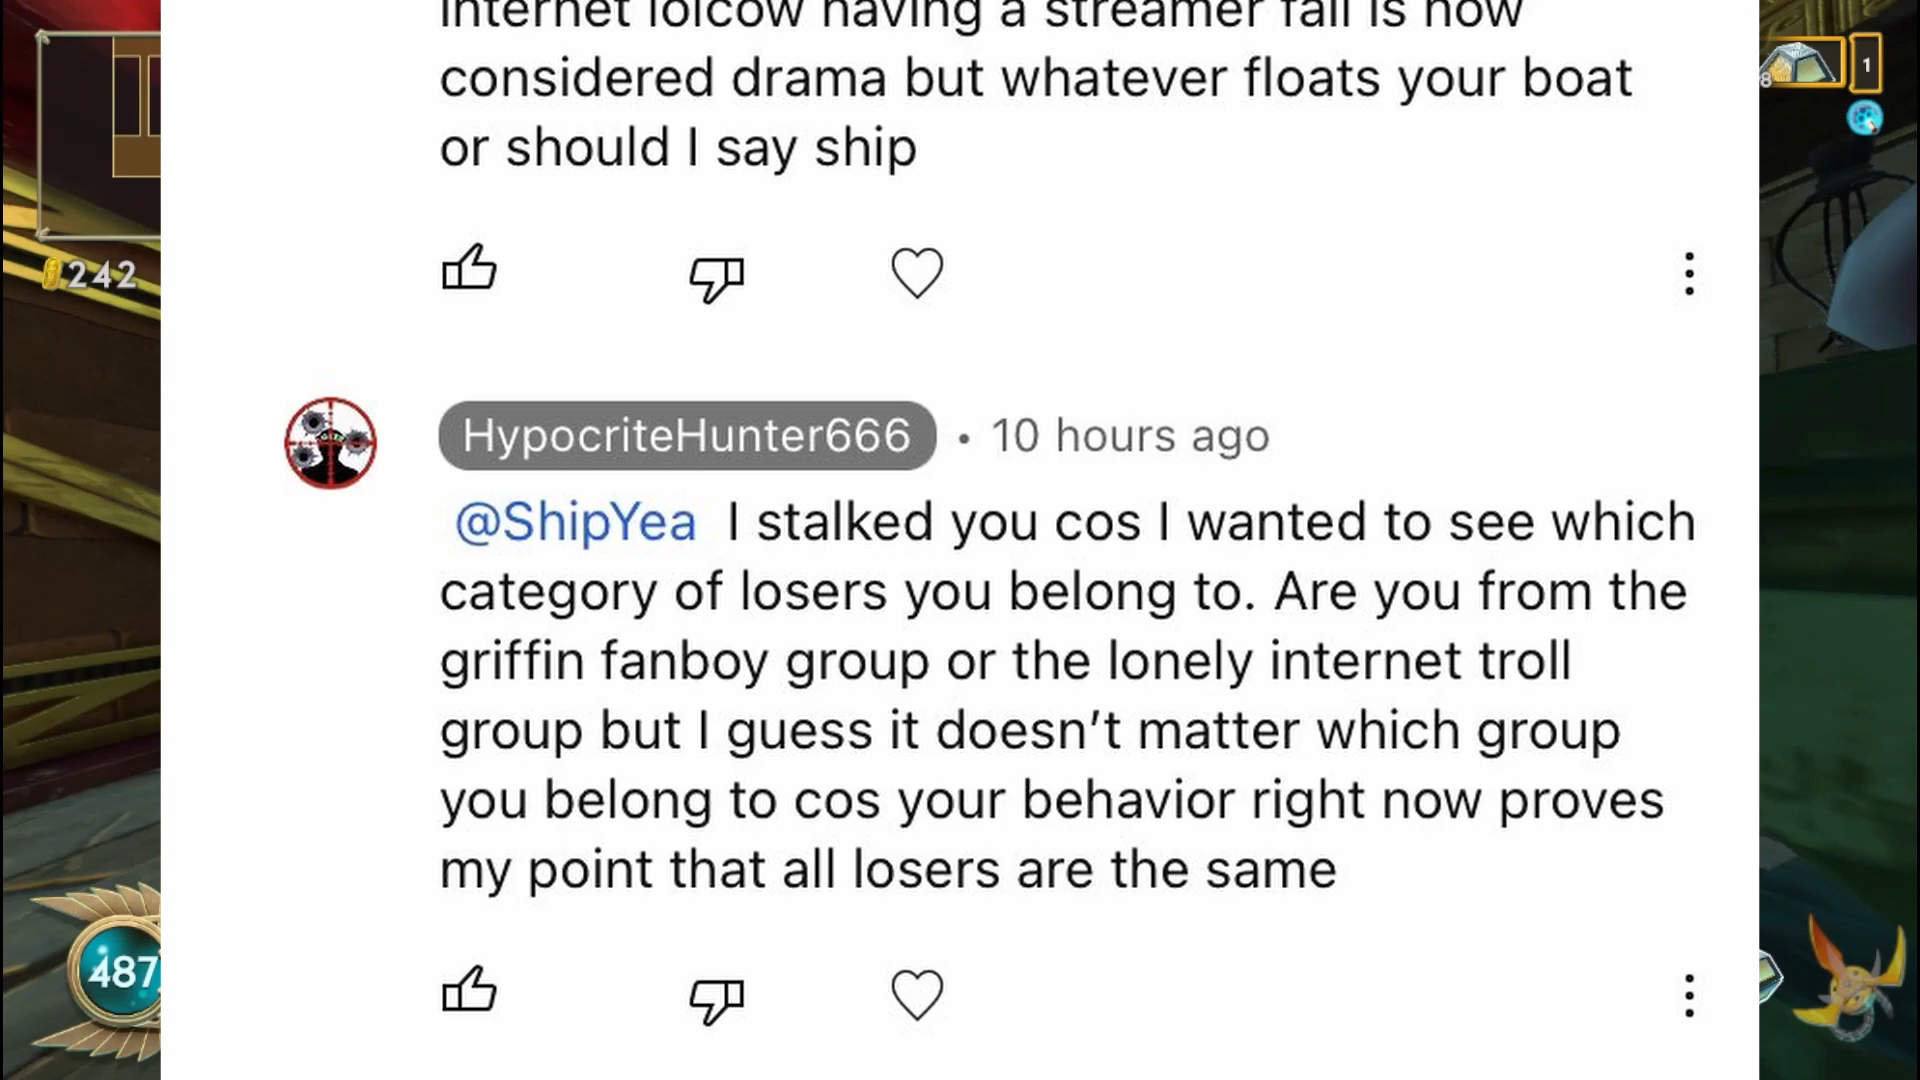 internet lolcow having a streamer fall is now
considered drama but whatever floats your boat
or should I say ship
8
1
242
HypocriteHunter666 • 10 hours ago
@ShipYea I stalked you cos I wanted to see which
category of losers you belong to. Are you from the
griffin fanboy group or the lonely internet troll
group but I guess it doesn't matter which group
you belong to cos your behavior right now proves
my point that all losers are the same
487